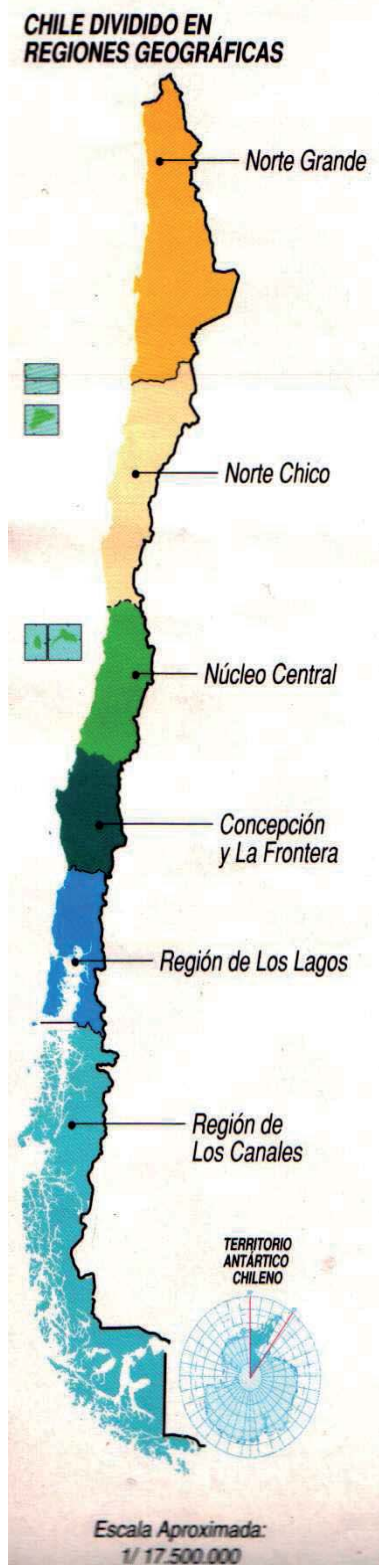 CHILE DIVIDIDO EN
REGIONES GEOGRÁFICAS
Norte Grande
Norte Chico
Núcleo Central
Concepción
y La Frontera
Región de Los Lagos
Región de
Los Canales
TERRITORIO
ANTÁRTICO
CHILENO
Escala Aproximada:
1/ 17.500.000